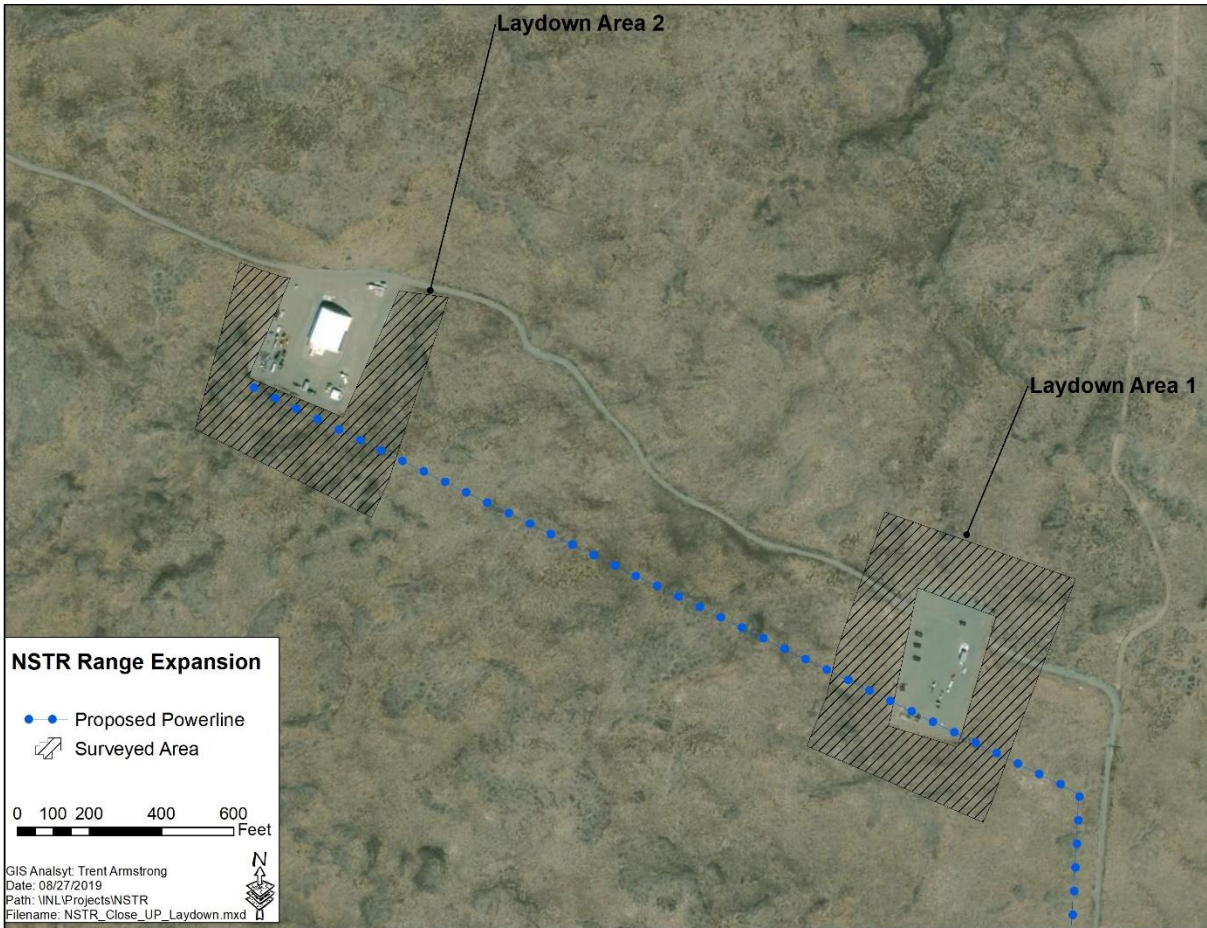 Laydown Area 2
Laydown Area 1
NSTR Range Expansion
Proposed Powerline
Surveyed Area
0 100 200 400 600
Feet
GIS Analsyt: Trent Armstrong
Date: 08/27/2019
Path: \INL\Projects\NSTR
Filename: NSTR_Close_UP_Laydown.mxd
N